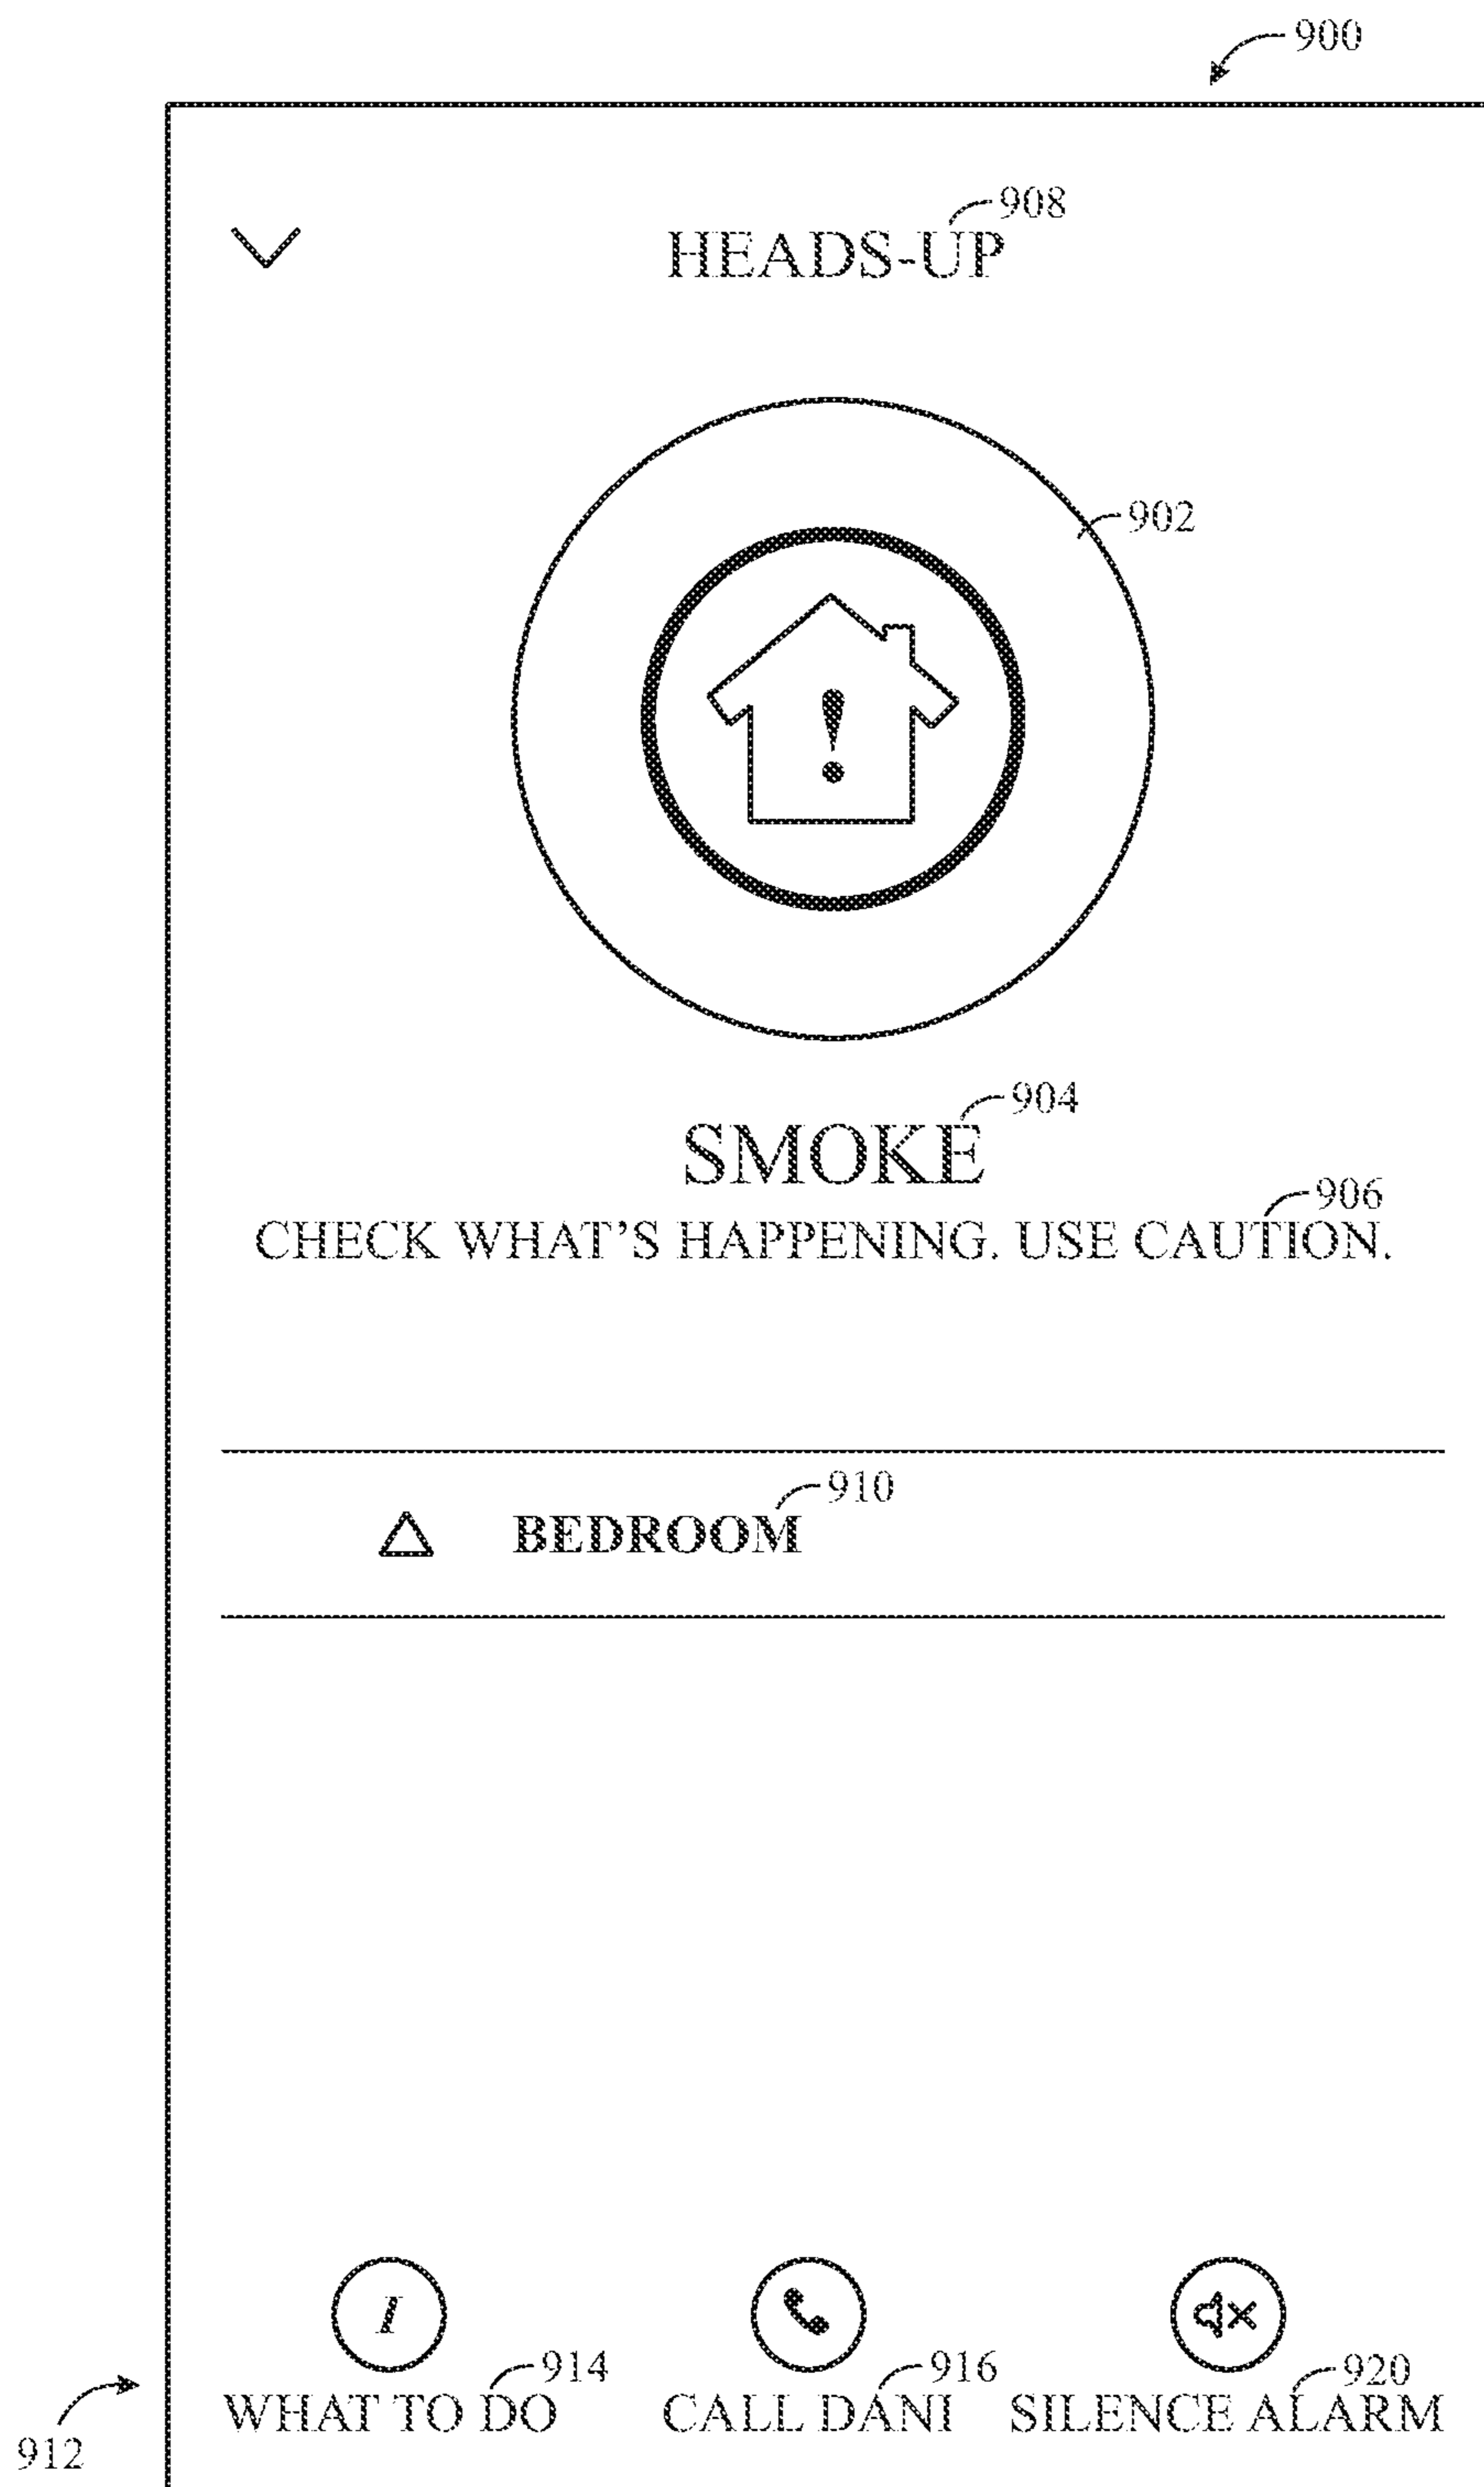 900
908
HEADS-UP
902
!
904
SMOKE
906
CHECK WHAT'S HAPPENING. USE CAUTION.
910
BEDROOM
I
914
916
920
WHAT TO DO
CALL DANI
SILENCE ALARM
912